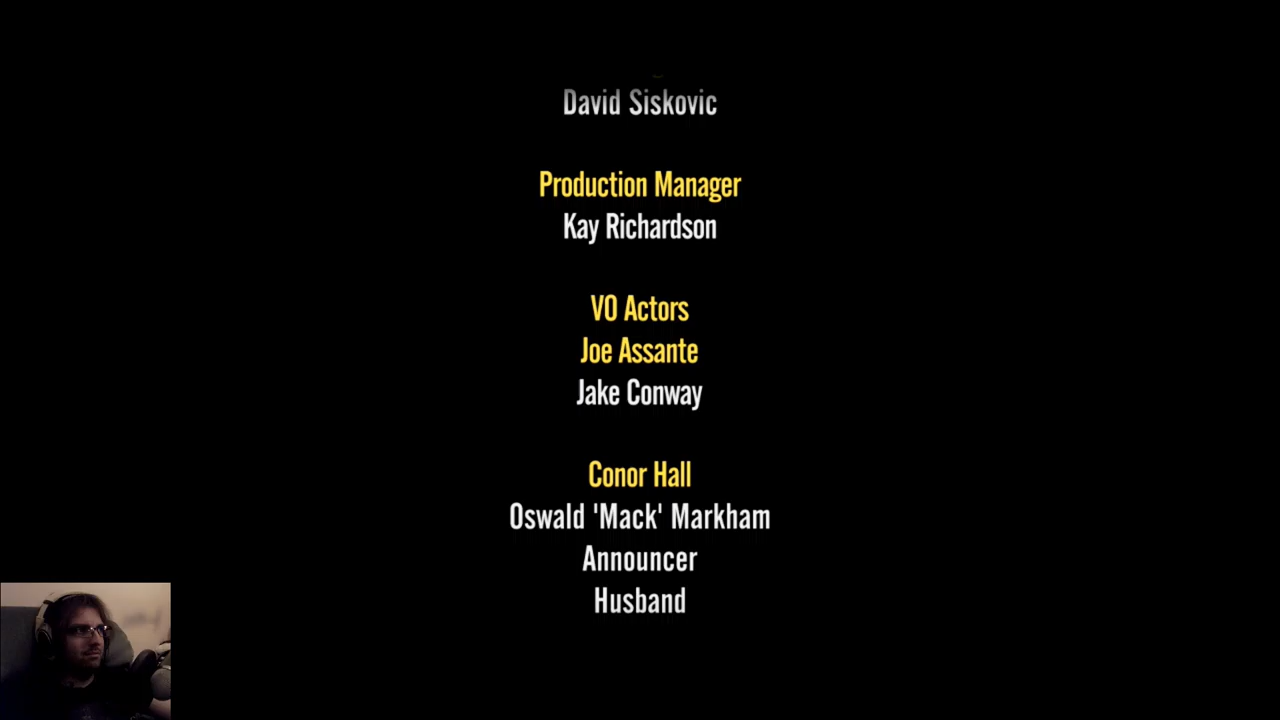 David Siskovic
Production Manager
Kay Richardson
VO Actors
Joe Assante
Jake Conway
Conor Hall
Oswald 'Mack' Markham
Announcer
Husband